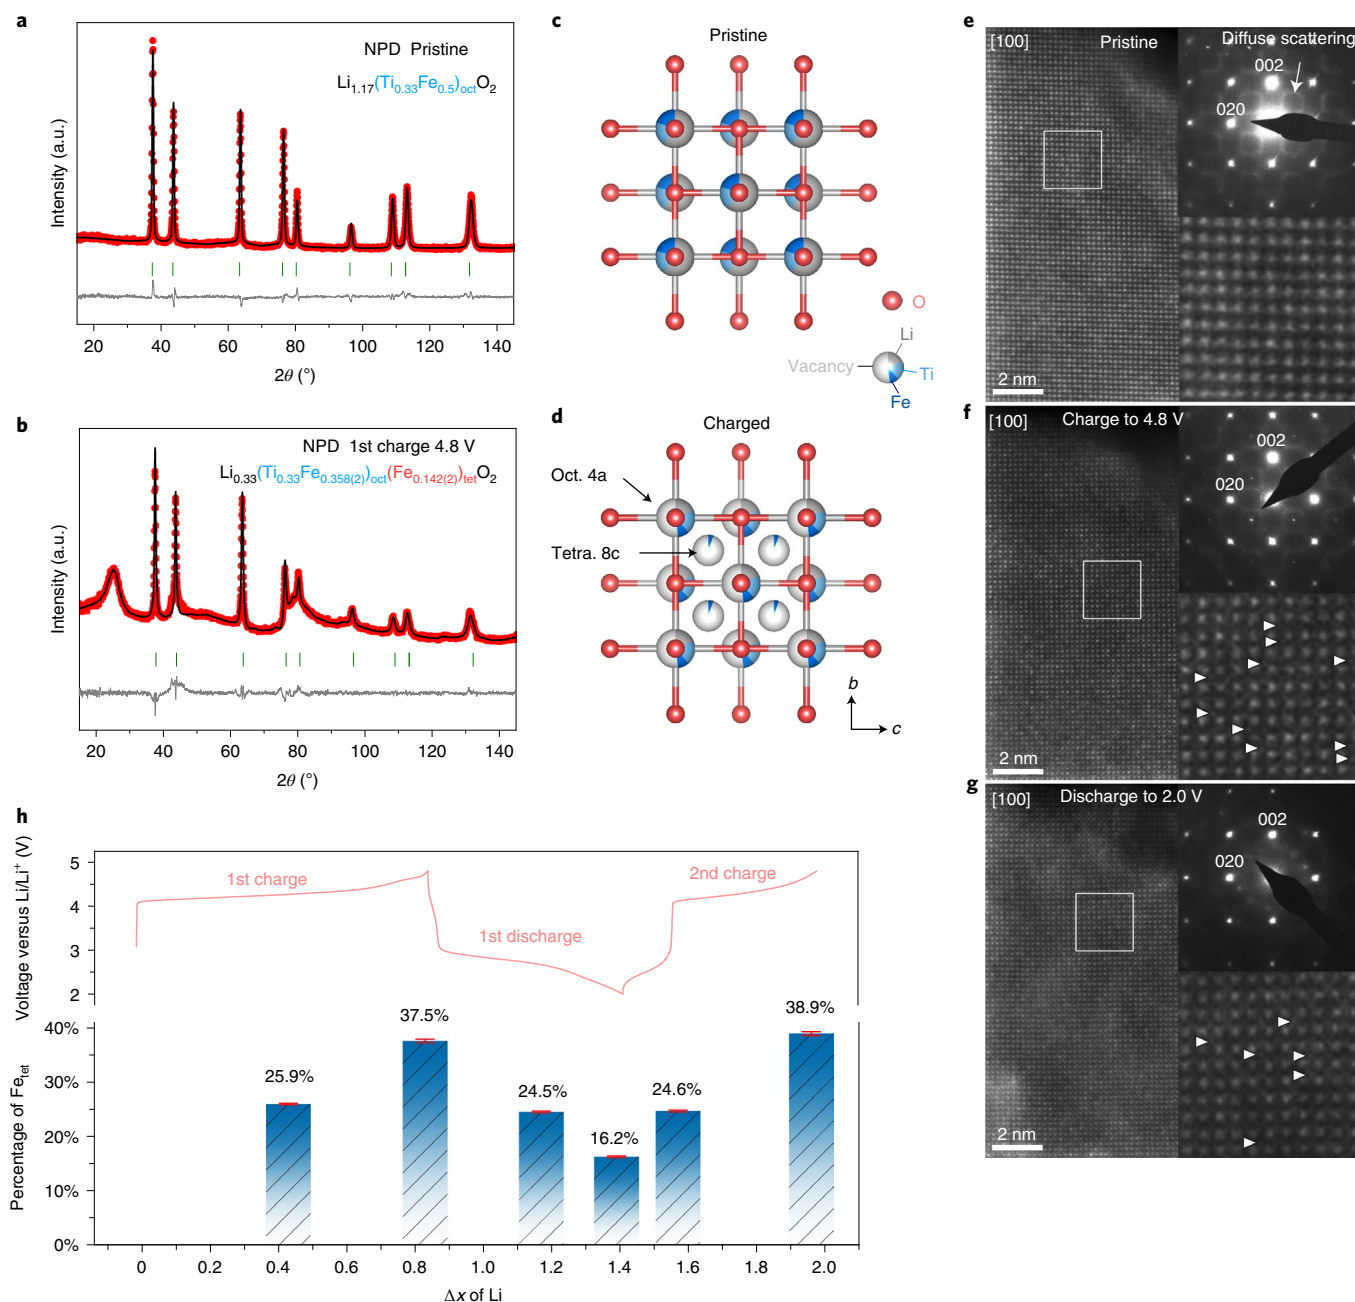 a
NPD Pristine
Li1.17(Ti0.33Fe0.5)octO2
Intensity (a.u.)
20 40 60 80 100 120 140
2θ (°)
b
NPD 1st charge 4.8 V
Li0.33(Ti0.33Fe0.358(2))oct(Fe0.142(2))tetO2
Intensity (a.u.)
20 40 60 80 100 120 140
2θ (°)
c
Pristine
O
Li
Vacancy
Ti
Fe
d
Charged
Oct. 4a
Tetra. 8c
b
c
e
[100]
Pristine
Diffuse scattering
002
020
2 nm
f
[100]
Charge to 4.8 V
002
020
2 nm
g
[100]
Discharge to 2.0 V
002
020
2 nm
h
Voltage versus Li/Li+ (V)
5
4
3
2
1st charge
1st discharge
2nd charge
Percentage of Fetet
40%
30%
20%
10%
0%
25.9%
37.5%
24.5%
16.2%
24.6%
38.9%
0 0.2 0.4 0.6 0.8 1.0 1.2 1.4 1.6 1.8 2.0
Δx of Li